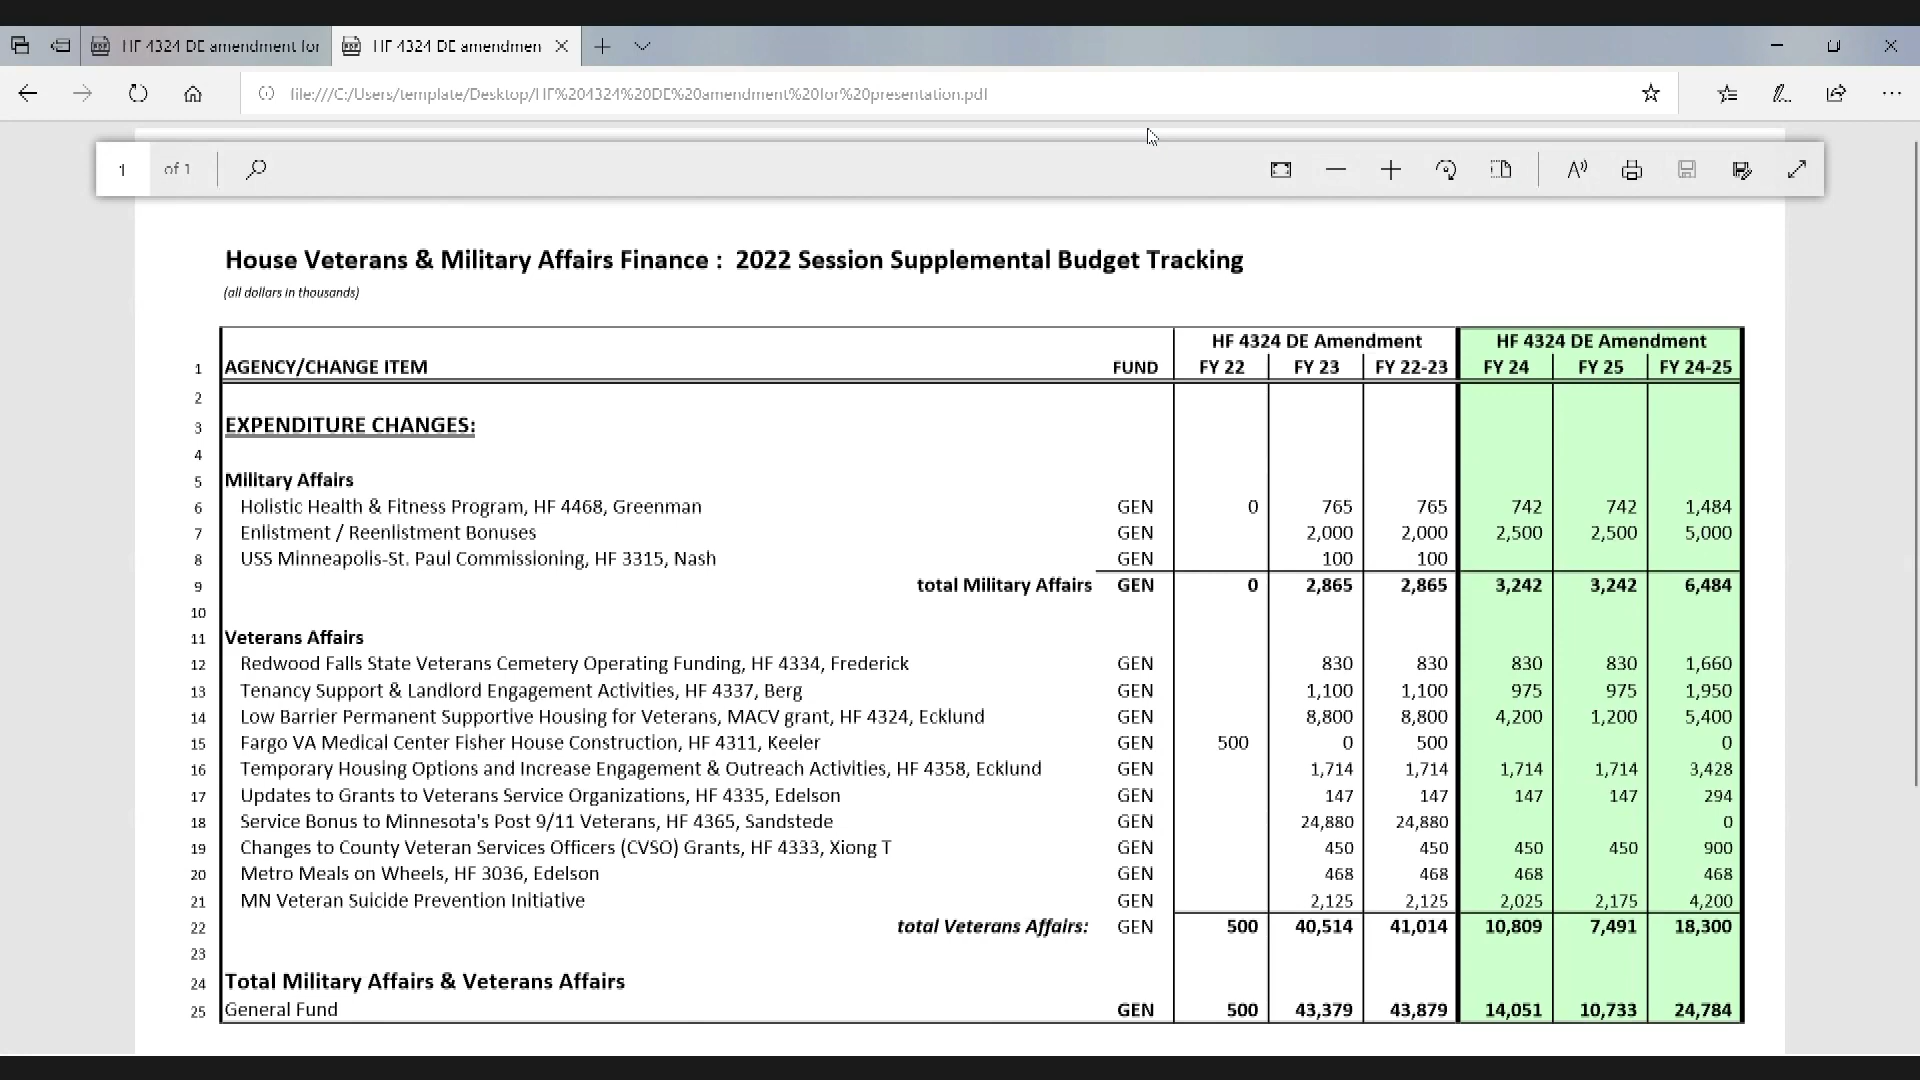 HF 4324 DE amendment for
HF 4324 DE amendmen
file:///C:/Users/template/Desktop/HF%204324%20DE%20amendment%20for%20presentation.pdf
1 of 1
House Veterans & Military Affairs Finance : 2022 Session Supplemental Budget Tracking
(all dollars in thousands)
HF 4324 DE Amendment HF 4324 DE Amendment
1 AGENCY/CHANGE ITEM FUND FY 22 FY 23 FY 22-23 FY 24 FY 25 FY 24-25
2
3 EXPENDITURE CHANGES:
4
5 Military Affairs
6 Holistic Health & Fitness Program, HF 4468, Greenman GEN 0 765 765 742 742 1,484
7 Enlistment / Reenlistment Bonuses GEN 2,000 2,000 2,500 2,500 5,000
8 USS Minneapolis-St. Paul Commissioning, HF 3315, Nash GEN 100 100
9 total Military Affairs GEN 0 2,865 2,865 3,242 3,242 6,484
10
11 Veterans Affairs
12 Redwood Falls State Veterans Cemetery Operating Funding, HF 4334, Frederick GEN 830 830 830 830 1,660
13 Tenancy Support & Landlord Engagement Activities, HF 4337, Berg GEN 1,100 1,100 975 975 1,950
14 Low Barrier Permanent Supportive Housing for Veterans, MACV grant, HF 4324, Ecklund GEN 8,800 8,800 4,200 1,200 5,400
15 Fargo VA Medical Center Fisher House Construction, HF 4311, Keeler GEN 500 0 500 0
16 Temporary Housing Options and Increase Engagement & Outreach Activities, HF 4358, Ecklund GEN 1,714 1,714 1,714 1,714 3,428
17 Updates to Grants to Veterans Service Organizations, HF 4335, Edelson GEN 147 147 147 147 294
18 Service Bonus to Minnesota's Post 9/11 Veterans, HF 4365, Sandstede GEN 24,880 24,880 0
19 Changes to County Veteran Services Officers (CVSO) Grants, HF 4333, Xiong T GEN 450 450 450 450 900
20 Metro Meals on Wheels, HF 3036, Edelson GEN 468 468 468 468
21 MN Veteran Suicide Prevention Initiative GEN 2,125 2,125 2,025 2,175 4,200
22 total Veterans Affairs: GEN 500 40,514 41,014 10,809 7,491 18,300
23
24 Total Military Affairs & Veterans Affairs
25 General Fund GEN 500 43,379 43,879 14,051 10,733 24,784